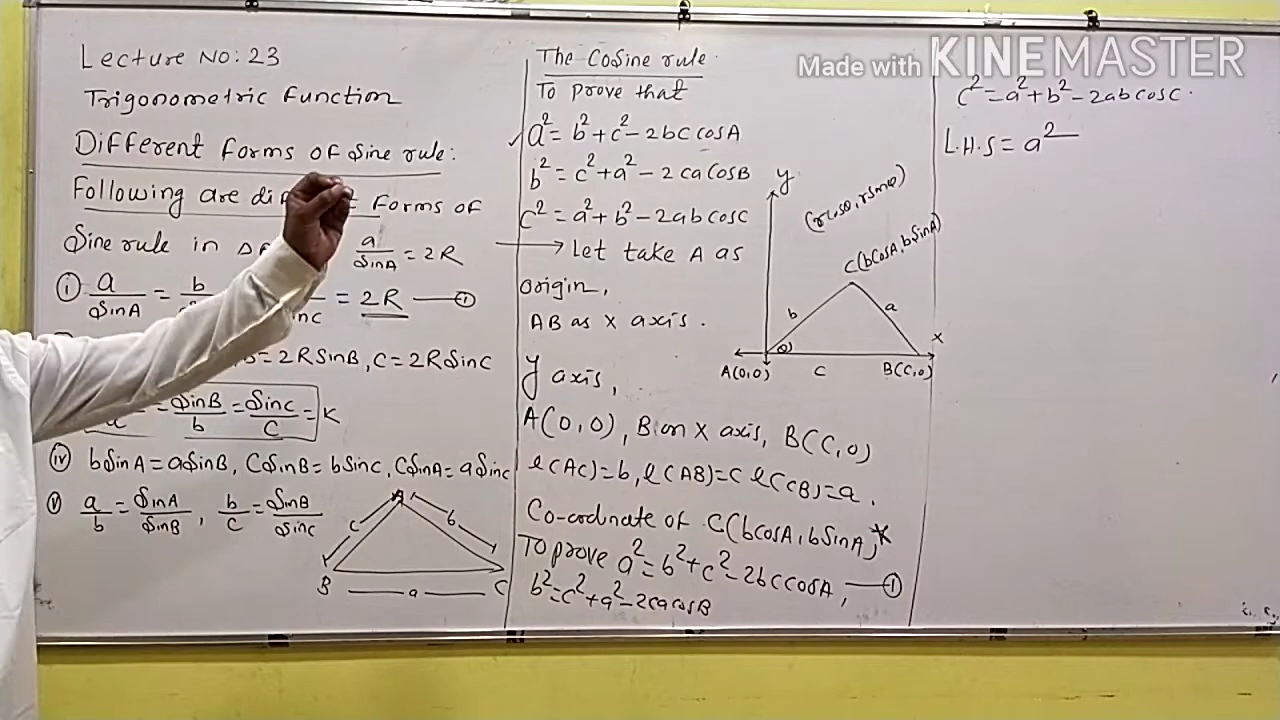 Lecture NO: 23
Trigonometric Function
Different forms of Sine rule:
Following are forms of
Sine rule in a/SinA = 2R
i a/SinA = b = 2R —— 1
= 2RSinB, C = 2RSinC
= SinB/b = SinC/C = K
iv bSinA = aSinB, CSinB = bSinC, CSinA = aSinC
v a/b = SinA/SinB, b/c = SinB/SinC
A
c
b
B
a
C
The CoSine rule
To prove that
a² = b² + c² - 2bc cosA
b² = c² + a² - 2ca CosB
c² = a² + b² - 2ab cosc
→ Let take A as
origin,
AB as X axis.
y axis,
A(0,0), B on X axis, B(C,0)
l(AC)=b, l(AB)=C l(CB)=a.
Co-ordnate of C(bCosA, bSinA)*
To prove a² = b² + c² - 2bc CosA, —— 1
b² = c² + a² - 2ca cosB
y
(rcosθ, rsinθ)
C(bCosA, bSinA)
b
a
θ
X
A(0,0)
C
B(C,0)
Made with KINEMASTER
c² = a² + b² - 2ab cosC.
L.H.S = a²